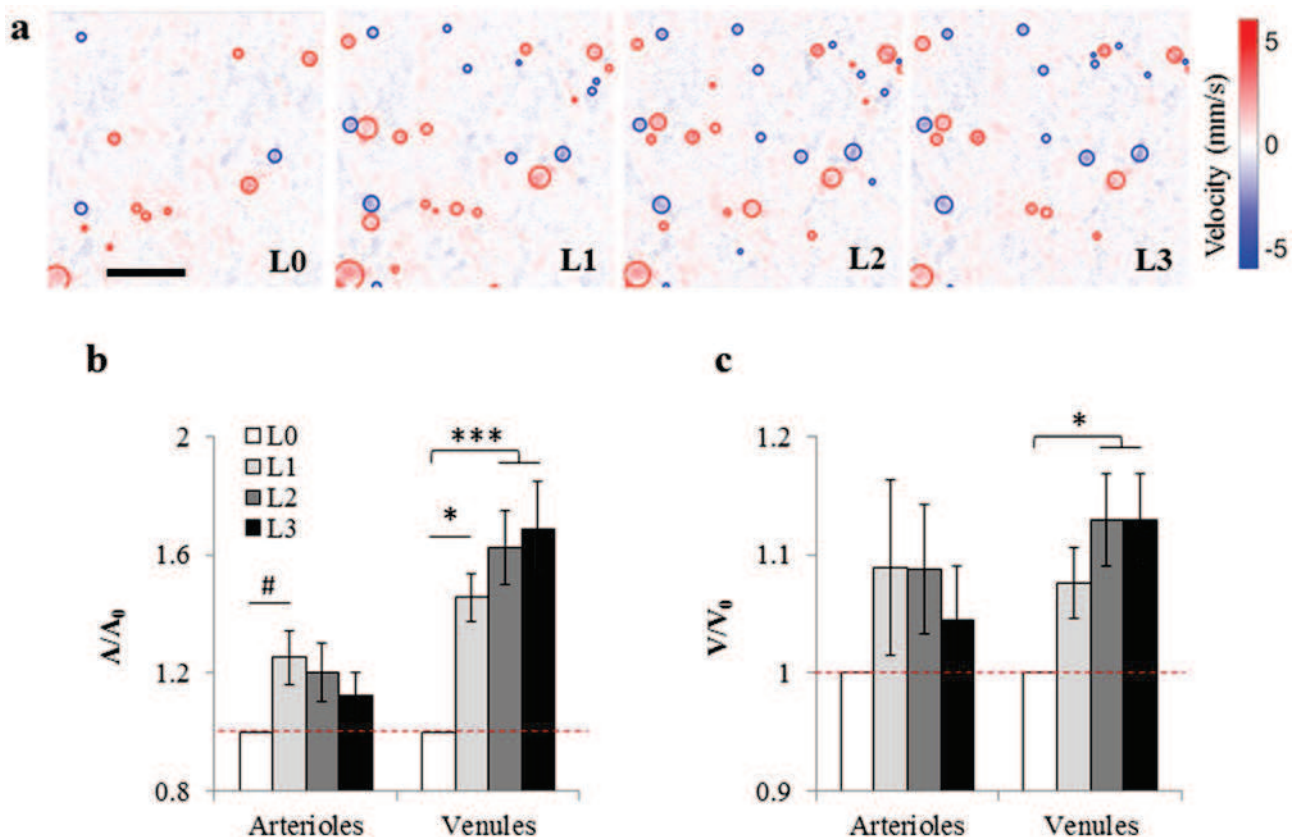 a
L0
L1
L2
L3
5
0
-5
Velocity (mm/s)
b
A/A0
2
1.6
1.2
0.8
L0
L1
L2
L3
#
*
***
Arterioles
Venules
c
V/V0
1.2
1.1
1
0.9
*
Arterioles
Venules